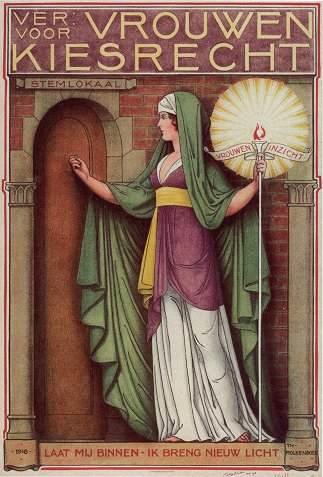 VER: VROUWEN
VOOR
KIESRECHT
STEMLOKAAL
VROUWEN INZICHT
1918
LAAT MIJ BINNEN - IK BRENG NIEUW LICHT
TH.
MOLKENBOER